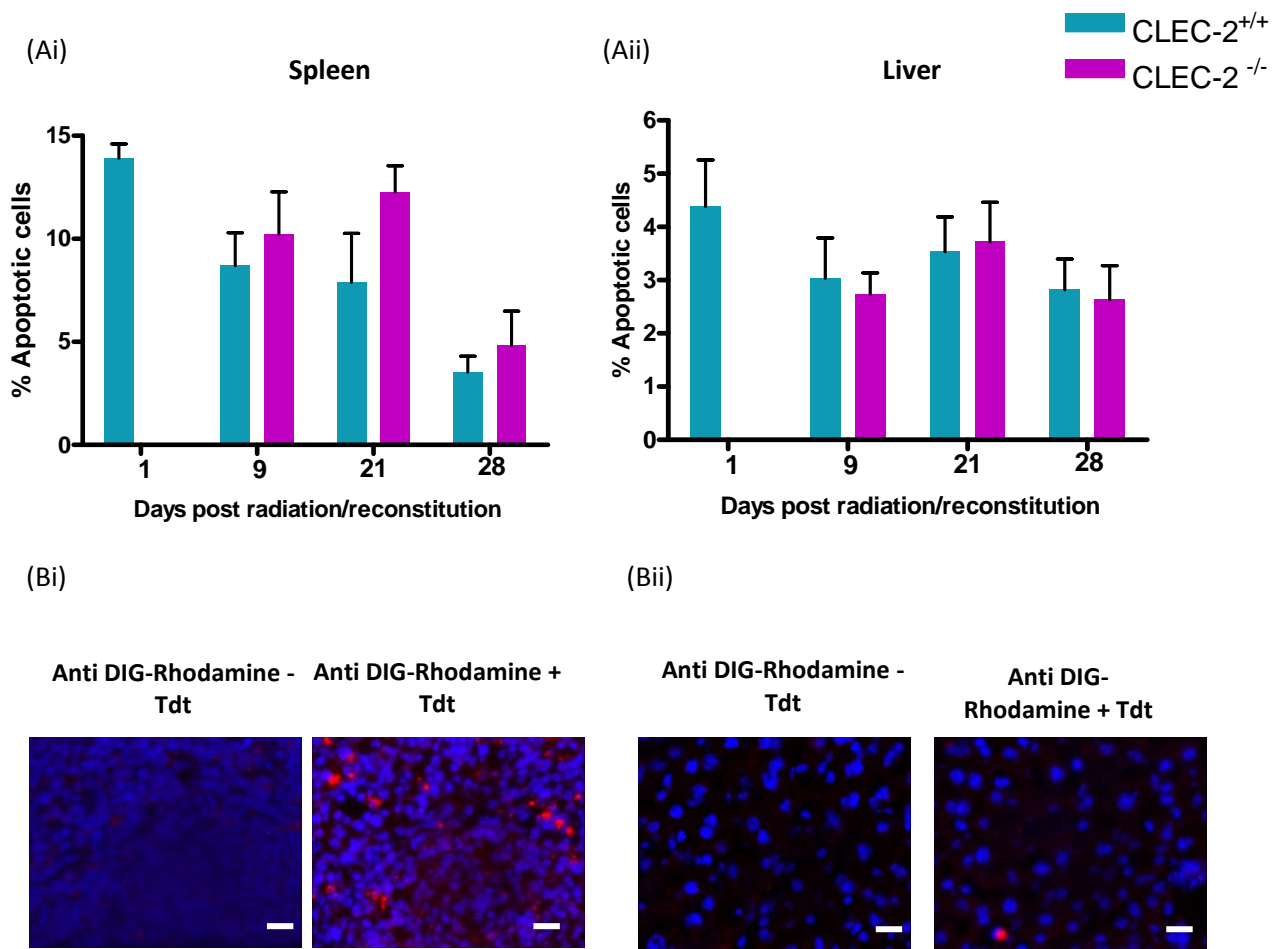 (Ai)
Spleen
% Apoptotic cells
15
10
5
0
1 9 21 28
Days post radiation/reconstitution
(Aii)
Liver
CLEC-2+/+
CLEC-2 -/-
% Apoptotic cells
6
5
4
3
2
1
0
1 9 21 28
Days post radiation/reconstitution
(Bi)
Anti DIG-Rhodamine -
Tdt
Anti DIG-Rhodamine +
Tdt
(Bii)
Anti DIG-Rhodamine -
Tdt
Anti DIG-
Rhodamine + Tdt